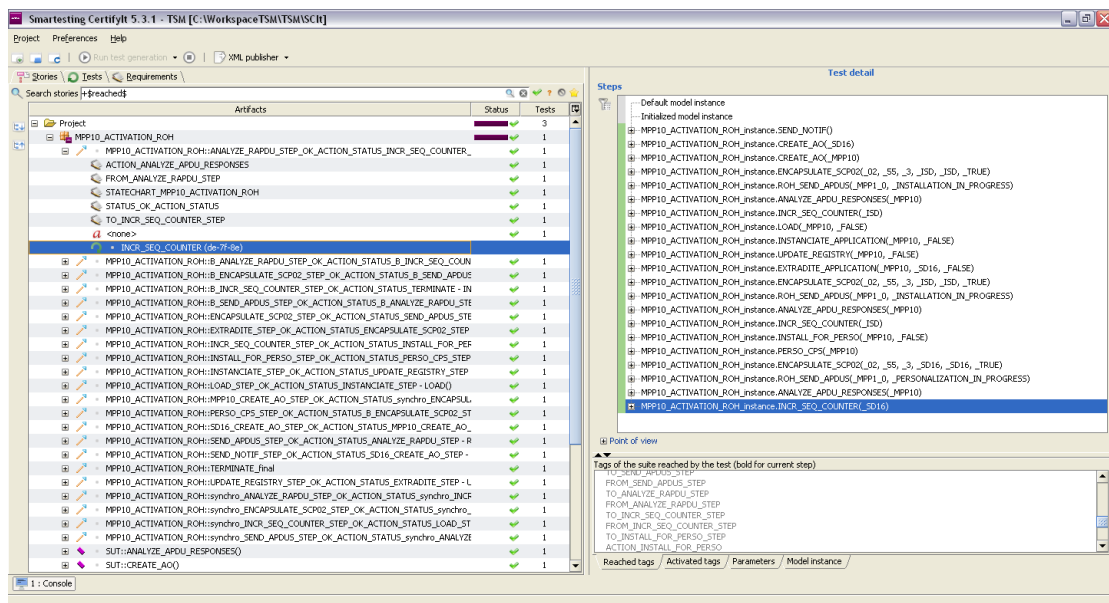 Smartesting CertifyIt 5.3.1 - TSM [C:\WorkspaceTSM\TSM\SCIt]
Project Preferences Help
Run test generation XML publisher
Stories Tests Requirements
Search stories +$reached$
Artifacts Status Tests
Project 3
MPP10_ACTIVATION_ROH 1
MPP10_ACTIVATION_ROH::ANALYZE_RAPDU_STEP_OK_ACTION_STATUS_INCR_SEQ_COUNTER_ 1
ACTION_ANALYZE_APDU_RESPONSES 1
FROM_ANALYZE_RAPDU_STEP 1
STATECHART_MPP10_ACTIVATION_ROH 1
STATUS_OK_ACTION_STATUS 1
TO_INCR_SEQ_COUNTER_STEP 1
<none> 1
INCR_SEQ_COUNTER (de-7f-8e)
MPP10_ACTIVATION_ROH::B_ANALYZE_RAPDU_STEP_OK_ACTION_STATUS_B_INCR_SEQ_COUN 1
MPP10_ACTIVATION_ROH::B_ENCAPSULATE_SCP02_STEP_OK_ACTION_STATUS_B_SEND_APDUS 1
MPP10_ACTIVATION_ROH::B_INCR_SEQ_COUNTER_STEP_OK_ACTION_STATUS_TERMINATE - IN 1
MPP10_ACTIVATION_ROH::B_SEND_APDUS_STEP_OK_ACTION_STATUS_B_ANALYZE_RAPDU_STE 1
MPP10_ACTIVATION_ROH::ENCAPSULATE_SCP02_STEP_OK_ACTION_STATUS_SEND_APDUS_STE 1
MPP10_ACTIVATION_ROH::EXTRADITE_STEP_OK_ACTION_STATUS_ENCAPSULATE_SCP02_STEP 1
MPP10_ACTIVATION_ROH::INCR_SEQ_COUNTER_STEP_OK_ACTION_STATUS_INSTALL_FOR_PEF 1
MPP10_ACTIVATION_ROH::INSTALL_FOR_PERSO_STEP_OK_ACTION_STATUS_PERSO_CPS_STEP 1
MPP10_ACTIVATION_ROH::INSTANCIATE_STEP_OK_ACTION_STATUS_UPDATE_REGISTRY_STEP 1
MPP10_ACTIVATION_ROH::LOAD_STEP_OK_ACTION_STATUS_INSTANCIATE_STEP - LOAD() 1
MPP10_ACTIVATION_ROH::MPP10_CREATE_AO_STEP_OK_ACTION_STATUS_synchro_ENCAPSUL 1
MPP10_ACTIVATION_ROH::PERSO_CPS_STEP_OK_ACTION_STATUS_B_ENCAPSULATE_SCP02_ST 1
MPP10_ACTIVATION_ROH::SD16_CREATE_AO_STEP_OK_ACTION_STATUS_MPP10_CREATE_AO_ 1
MPP10_ACTIVATION_ROH::SEND_APDUS_STEP_OK_ACTION_STATUS_ANALYZE_RAPDU_STEP - R 1
MPP10_ACTIVATION_ROH::SEND_NOTIF_STEP_OK_ACTION_STATUS_SD16_CREATE_AO_STEP - 1
MPP10_ACTIVATION_ROH::TERMINATE_final 1
MPP10_ACTIVATION_ROH::UPDATE_REGISTRY_STEP_OK_ACTION_STATUS_EXTRADITE_STEP - L 1
MPP10_ACTIVATION_ROH::synchro_ANALYZE_RAPDU_STEP_OK_ACTION_STATUS_synchro_INCF 1
MPP10_ACTIVATION_ROH::synchro_ENCAPSULATE_SCP02_STEP_OK_ACTION_STATUS_synchro_ 1
MPP10_ACTIVATION_ROH::synchro_INCR_SEQ_COUNTER_STEP_OK_ACTION_STATUS_LOAD_ST 1
MPP10_ACTIVATION_ROH::synchro_SEND_APDUS_STEP_OK_ACTION_STATUS_synchro_ANALYZE 1
SUT::ANALYZE_APDU_RESPONSES() 1
SUT::CREATE_AO() 1
Test detail
Steps
Default model instance
Initialized model instance
MPP10_ACTIVATION_ROH_instance.SEND_NOTIF()
MPP10_ACTIVATION_ROH_instance.CREATE_AO(_SD16)
MPP10_ACTIVATION_ROH_instance.CREATE_AO(_MPP10)
MPP10_ACTIVATION_ROH_instance.ENCAPSULATE_SCP02(_02, _55, _3, _ISD, _ISD, _TRUE)
MPP10_ACTIVATION_ROH_instance.ROH_SEND_APDUS(_MPP1_0, _INSTALLATION_IN_PROGRESS)
MPP10_ACTIVATION_ROH_instance.ANALYZE_APDU_RESPONSES(_MPP10)
MPP10_ACTIVATION_ROH_instance.INCR_SEQ_COUNTER(_ISD)
MPP10_ACTIVATION_ROH_instance.LOAD(_MPP10, _FALSE)
MPP10_ACTIVATION_ROH_instance.INSTANCIATE_APPLICATION(_MPP10, _FALSE)
MPP10_ACTIVATION_ROH_instance.UPDATE_REGISTRY(_MPP10, _FALSE)
MPP10_ACTIVATION_ROH_instance.EXTRADITE_APPLICATION(_MPP10, _SD16, _FALSE)
MPP10_ACTIVATION_ROH_instance.ENCAPSULATE_SCP02(_02, _55, _3, _ISD, _ISD, _TRUE)
MPP10_ACTIVATION_ROH_instance.ROH_SEND_APDUS(_MPP1_0, _INSTALLATION_IN_PROGRESS)
MPP10_ACTIVATION_ROH_instance.ANALYZE_APDU_RESPONSES(_MPP10)
MPP10_ACTIVATION_ROH_instance.INCR_SEQ_COUNTER(_ISD)
MPP10_ACTIVATION_ROH_instance.INSTALL_FOR_PERSO(_MPP10, _FALSE)
MPP10_ACTIVATION_ROH_instance.PERSO_CPS(_MPP10)
MPP10_ACTIVATION_ROH_instance.ENCAPSULATE_SCP02(_02, _55, _3, _SD16, _SD16, _TRUE)
MPP10_ACTIVATION_ROH_instance.ROH_SEND_APDUS(_MPP1_0, _PERSONALIZATION_IN_PROGRESS)
MPP10_ACTIVATION_ROH_instance.ANALYZE_APDU_RESPONSES(_MPP10)
MPP10_ACTIVATION_ROH_instance.INCR_SEQ_COUNTER(_SD16)
Point of view
Tags of the suite reached by the test (bold for current step)
TO_SEND_APDUS_STEP
FROM_SEND_APDUS_STEP
TO_ANALYZE_RAPDU_STEP
FROM_ANALYZE_RAPDU_STEP
TO_INCR_SEQ_COUNTER_STEP
FROM_INCR_SEQ_COUNTER_STEP
TO_INSTALL_FOR_PERSO_STEP
ACTION_INSTALL_FOR_PERSO
Reached tags Activated tags Parameters Model instance
1 : Console